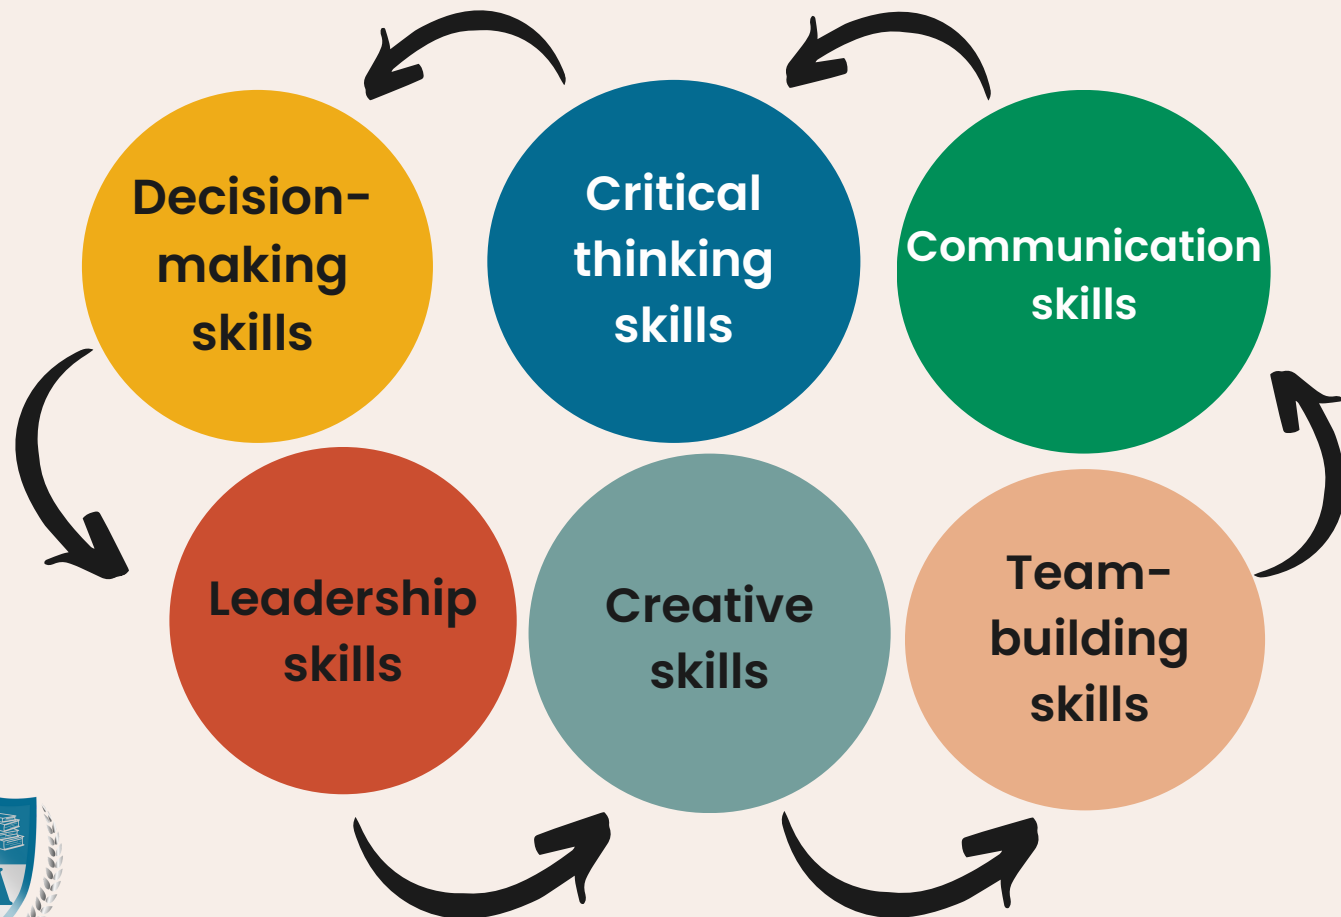 Decision-
making
skills
Critical
thinking
skills
Communication
skills
Leadership
skills
Creative
skills
Team-
building
skills